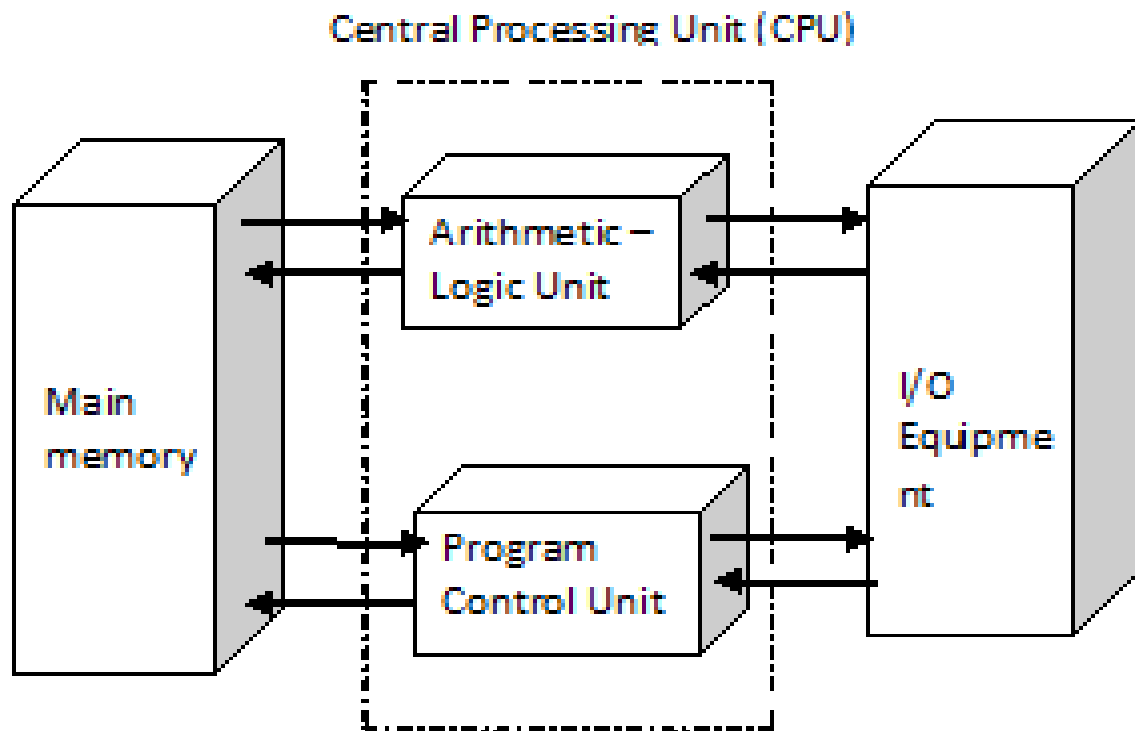 Central Processing Unit (CPU)
Arithmetic –
Logic Unit
Main
memory
I/O
Equipme
nt
Program
Control Unit